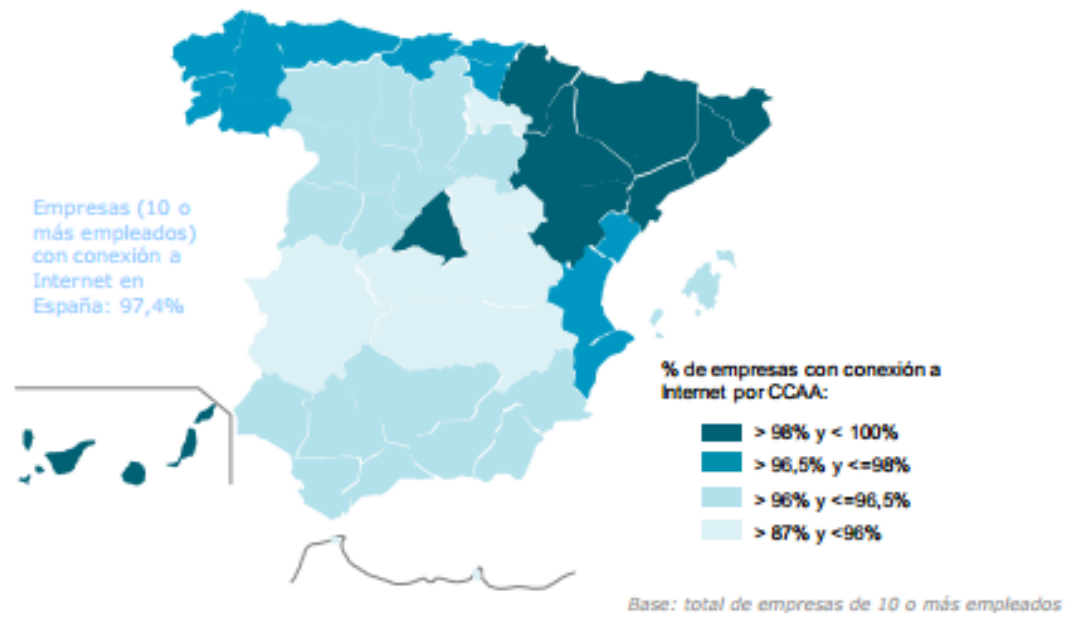 Empresas (10 o
más empleados)
con conexión a
Internet en
España: 97,4%
% de empresas con conexión a
Internet por CCAA:
> 98% y < 100%
> 96,5% y <=98%
> 96% y <=96,5%
> 87% y <96%
Base: total de empresas de 10 o más empleados